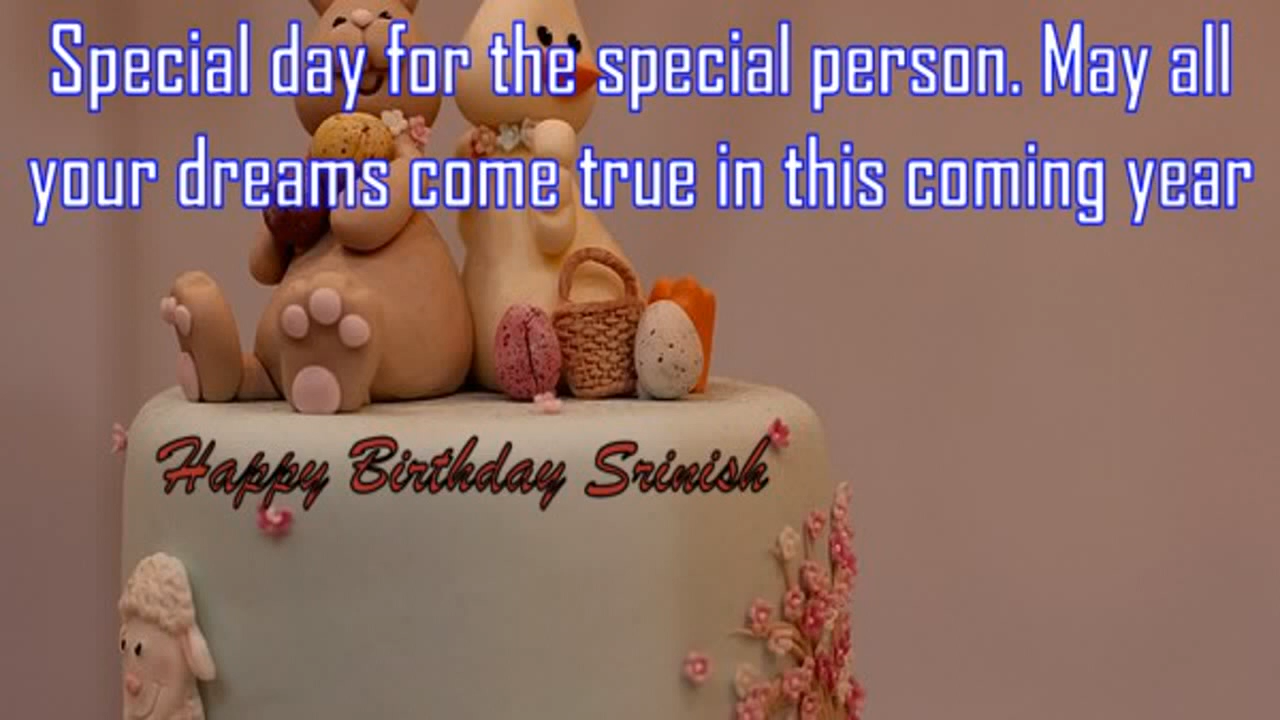 Special day for the special person. May all
your dreams come true in this coming year
Happy Birthday Srinish